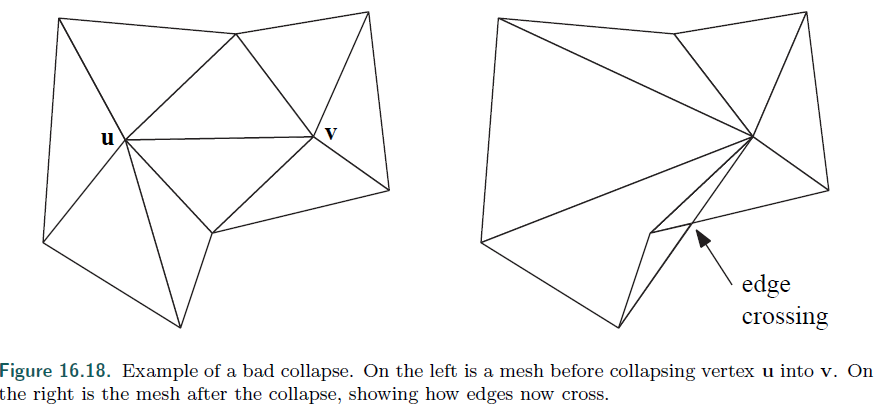 u
v
edge
crossing
Figure 16.18. Example of a bad collapse. On the left is a mesh before collapsing vertex u into v. On
the right is the mesh after the collapse, showing how edges now cross.